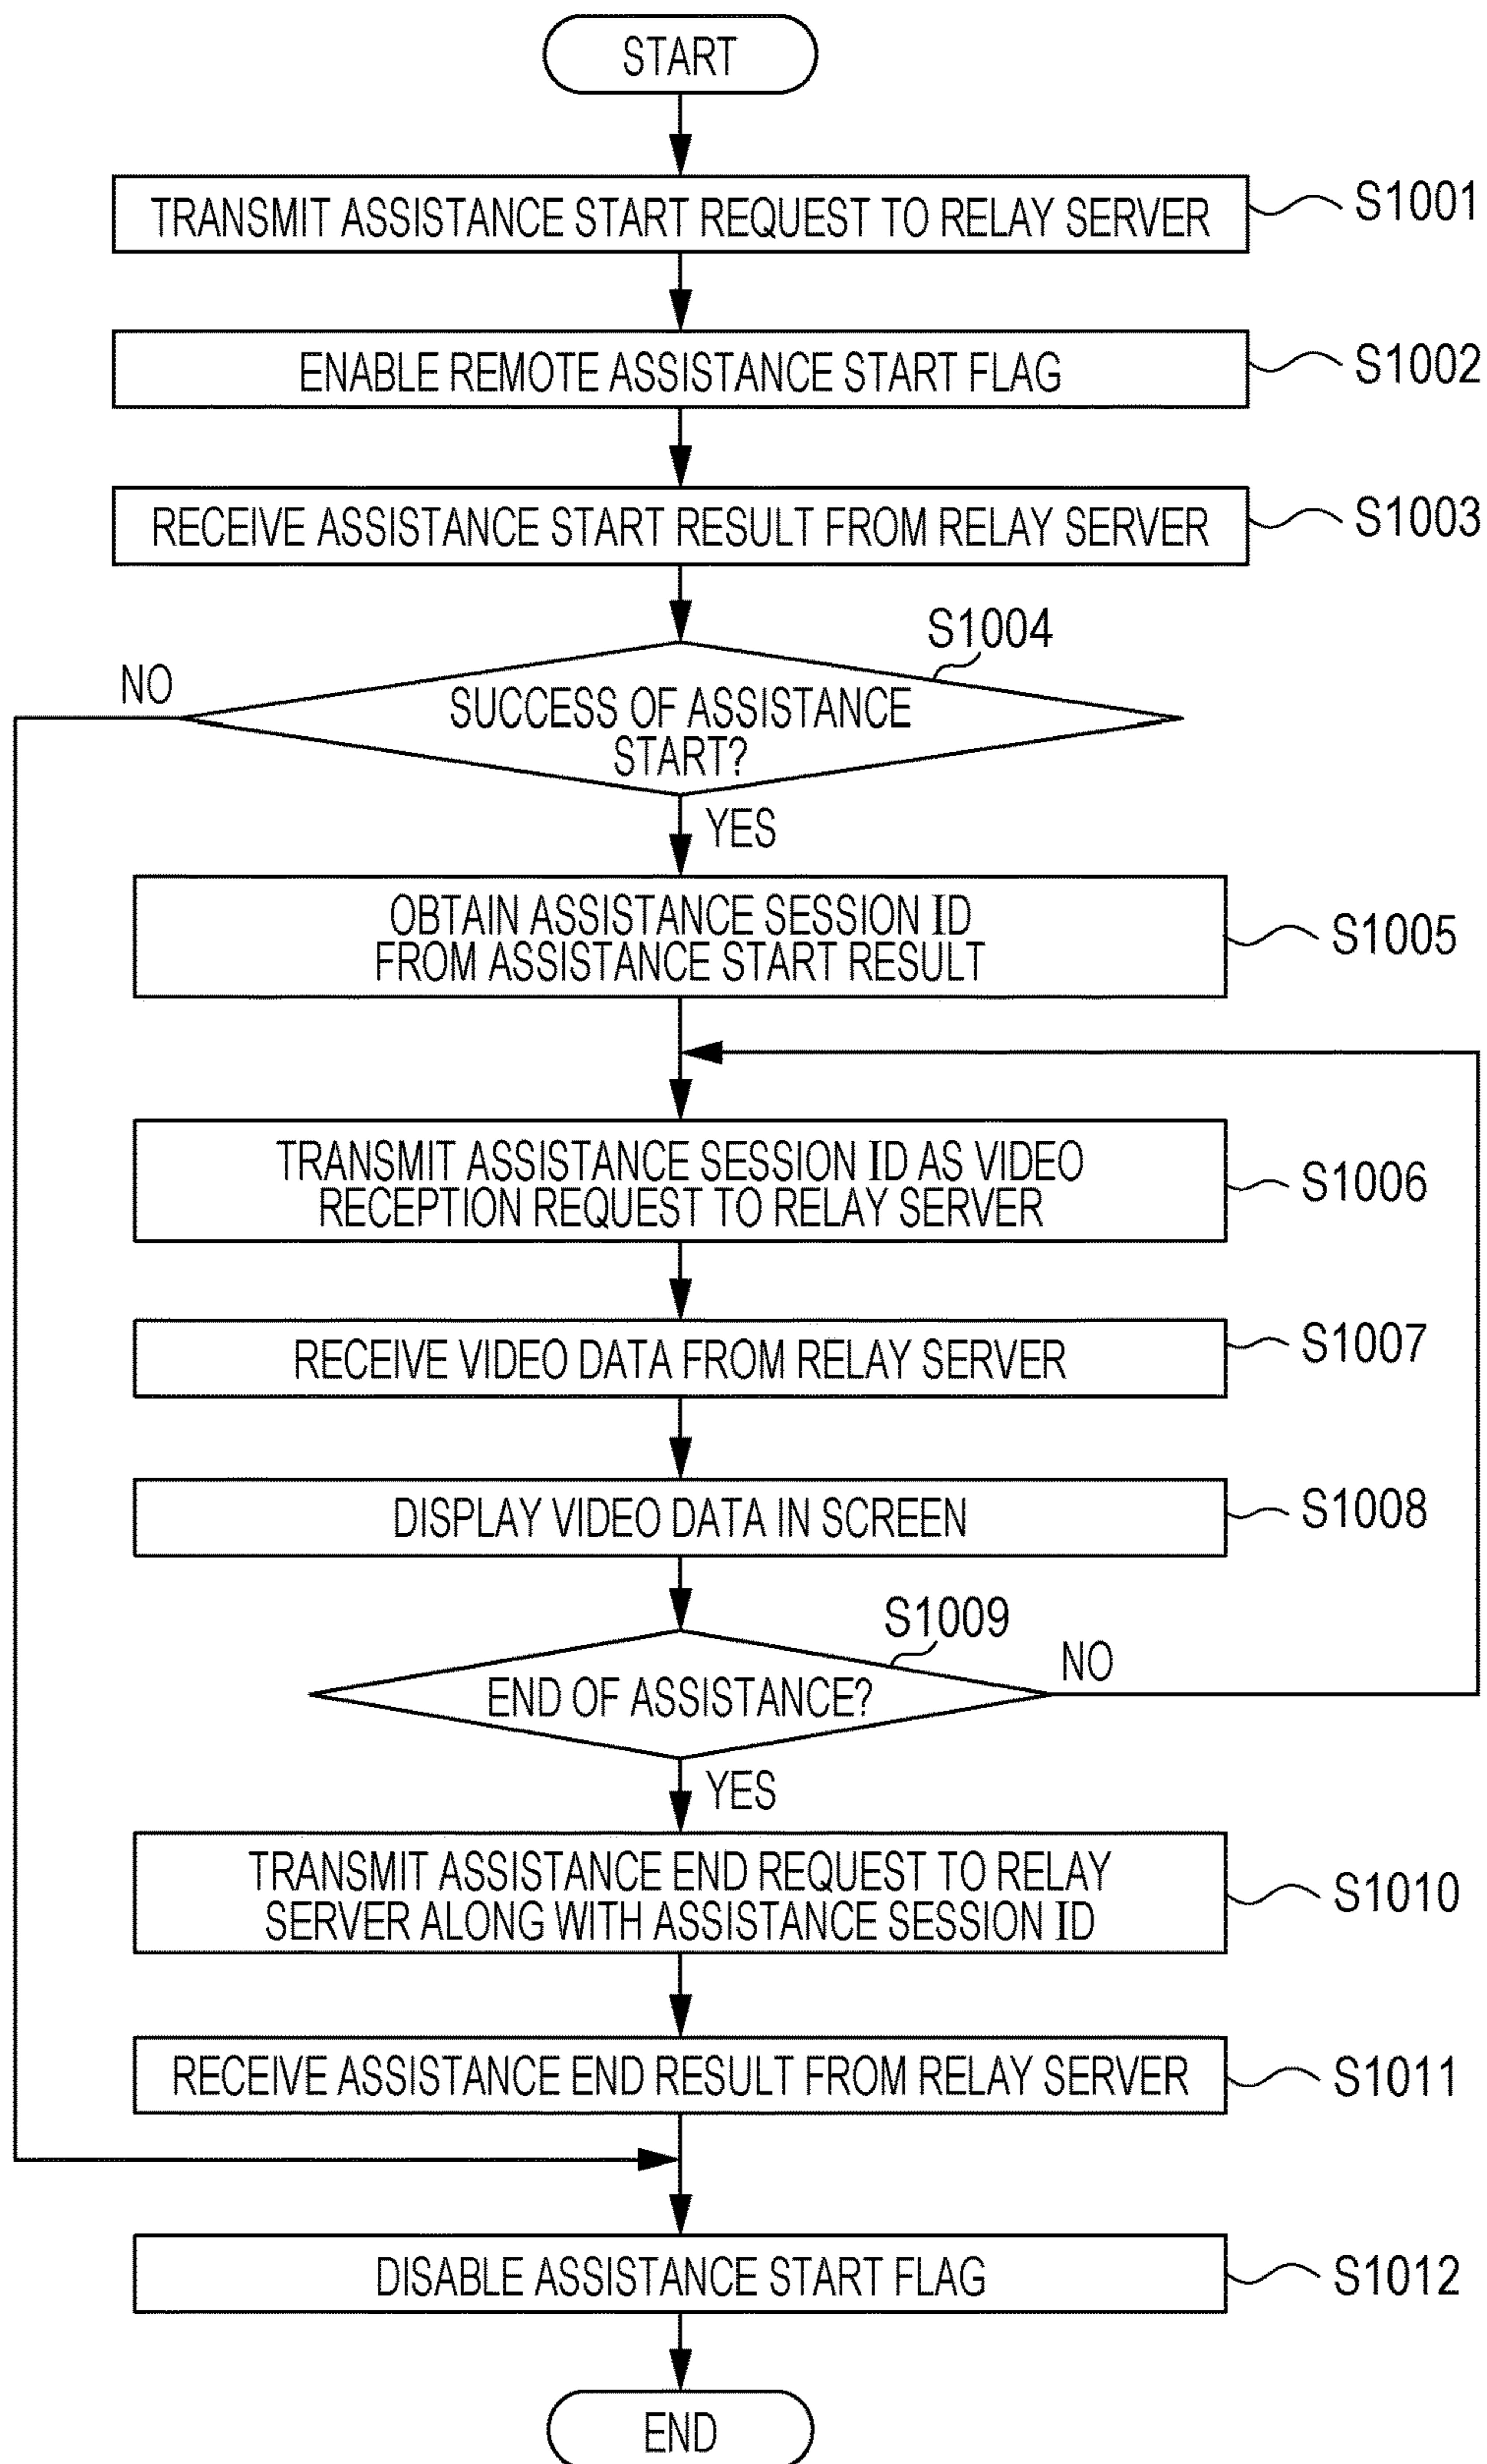 START
TRANSMIT ASSISTANCE START REQUEST TO RELAY SERVER
S1001
ENABLE REMOTE ASSISTANCE START FLAG
S1002
RECEIVE ASSISTANCE START RESULT FROM RELAY SERVER
S1003
S1004
NO
SUCCESS OF ASSISTANCE
START?
YES
OBTAIN ASSISTANCE SESSION ID
FROM ASSISTANCE START RESULT
S1005
TRANSMIT ASSISTANCE SESSION ID AS VIDEO
RECEPTION REQUEST TO RELAY SERVER
S1006
RECEIVE VIDEO DATA FROM RELAY SERVER
S1007
DISPLAY VIDEO DATA IN SCREEN
S1008
S1009
END OF ASSISTANCE?
NO
YES
TRANSMIT ASSISTANCE END REQUEST TO RELAY
SERVER ALONG WITH ASSISTANCE SESSION ID
S1010
RECEIVE ASSISTANCE END RESULT FROM RELAY SERVER
S1011
DISABLE ASSISTANCE START FLAG
S1012
END